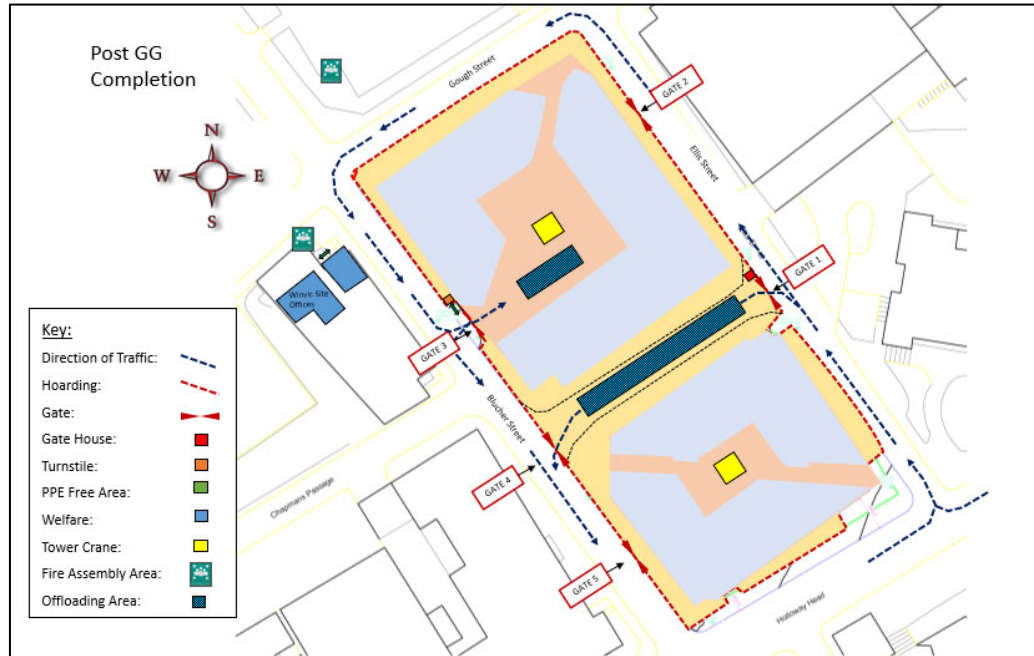 Post GG
Completion
N
W
E
S
Gough Street
GATE 2
Ellis Street
GATE 1
Winvic Site
Offices
GATE 3
Blucher Street
GATE 4
Chapmans Passage
GATE 5
Holloway Head
Key:
Direction of Traffic:
Hoarding:
Gate:
Gate House:
Turnstile:
PPE Free Area:
Welfare:
Tower Crane:
Fire Assembly Area:
Offloading Area: